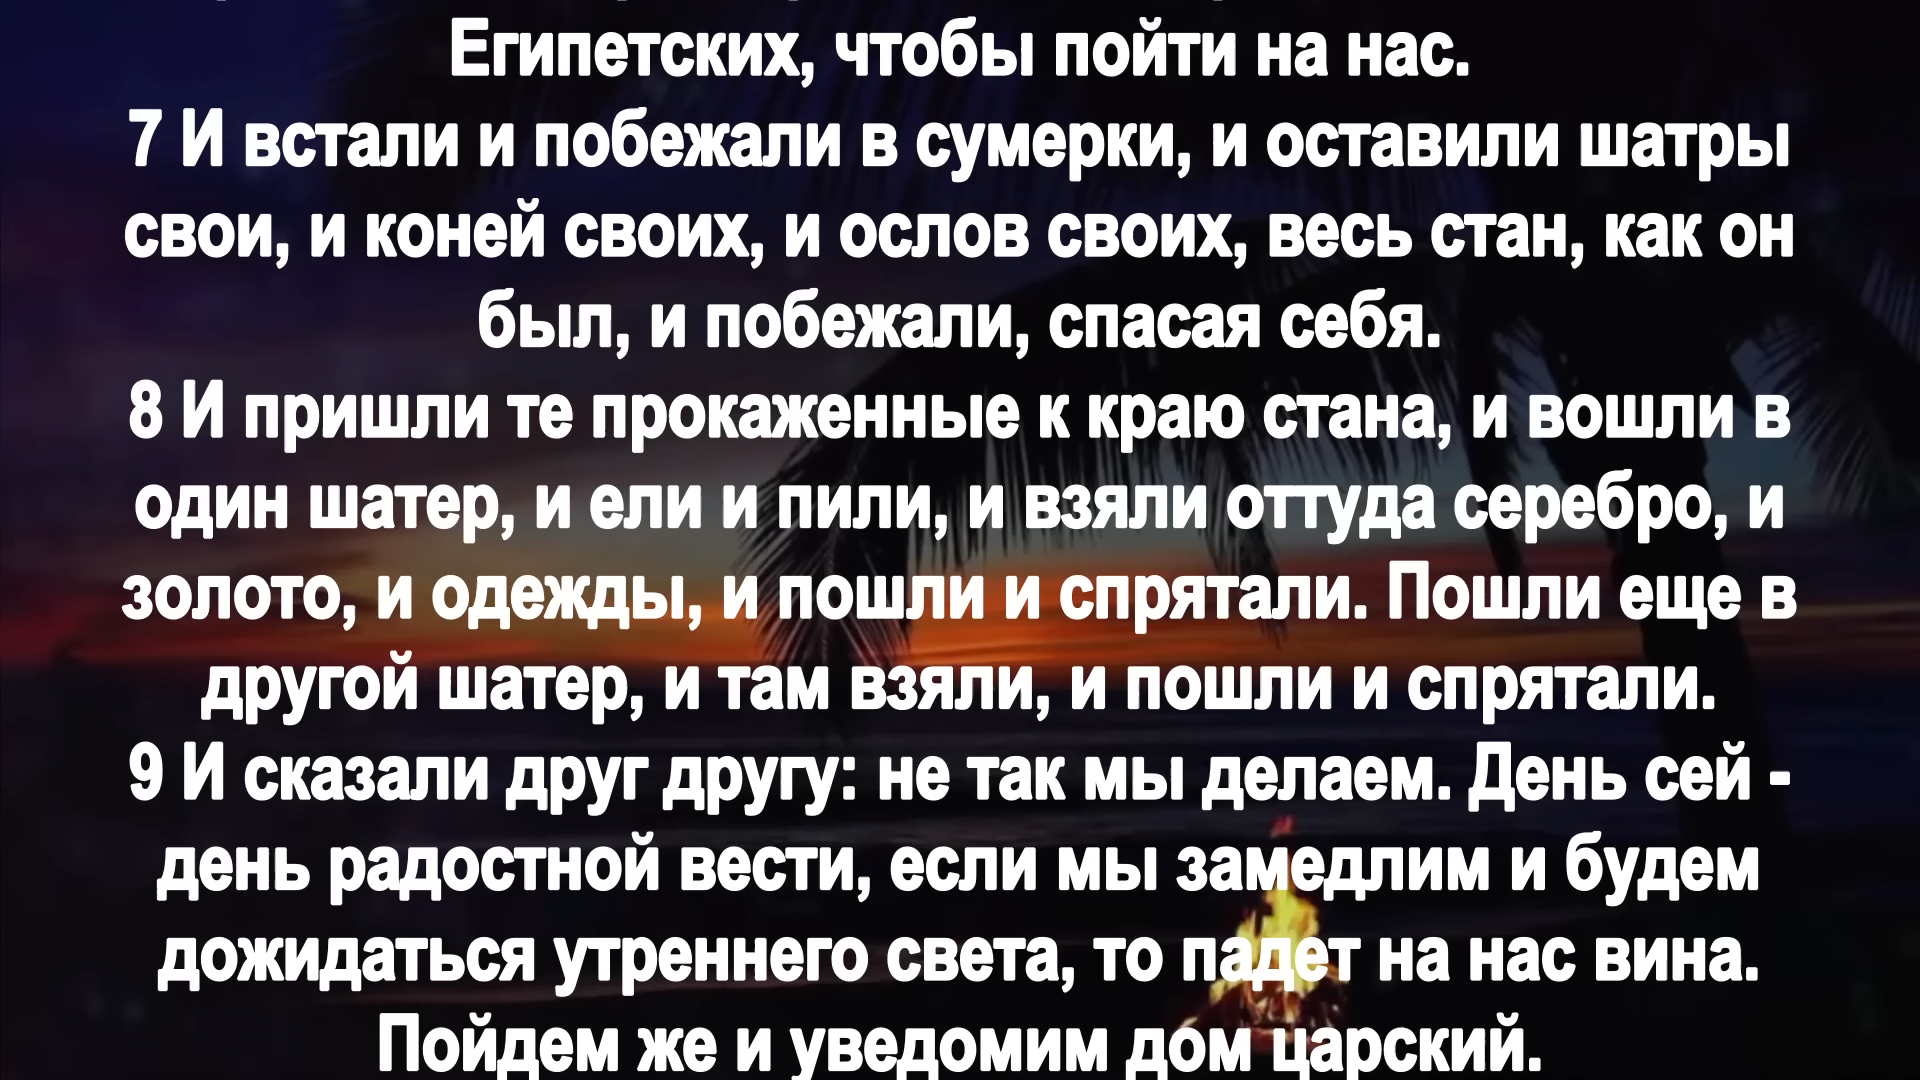 Египетских, чтобы пойти на нас.
7 И встали и побежали в сумерки, и оставили шатры
свои, и коней своих, и ослов своих, весь стан, как он
был, и побежали, спасая себя.
8 И пришли те прокаженные к краю стана, и вошли в
один шатер, и ели и пили, и взяли оттуда серебро, и
золото, и одежды, и пошли и спрятали. Пошли еще в
другой шатер, и там взяли, и пошли и спрятали.
9 И сказали друг другу: не так мы делаем. День сей -
день радостной вести, если мы замедлим и будем
дожидаться утреннего света, то падет на нас вина.
Пойдем же и уведомим дом царский.